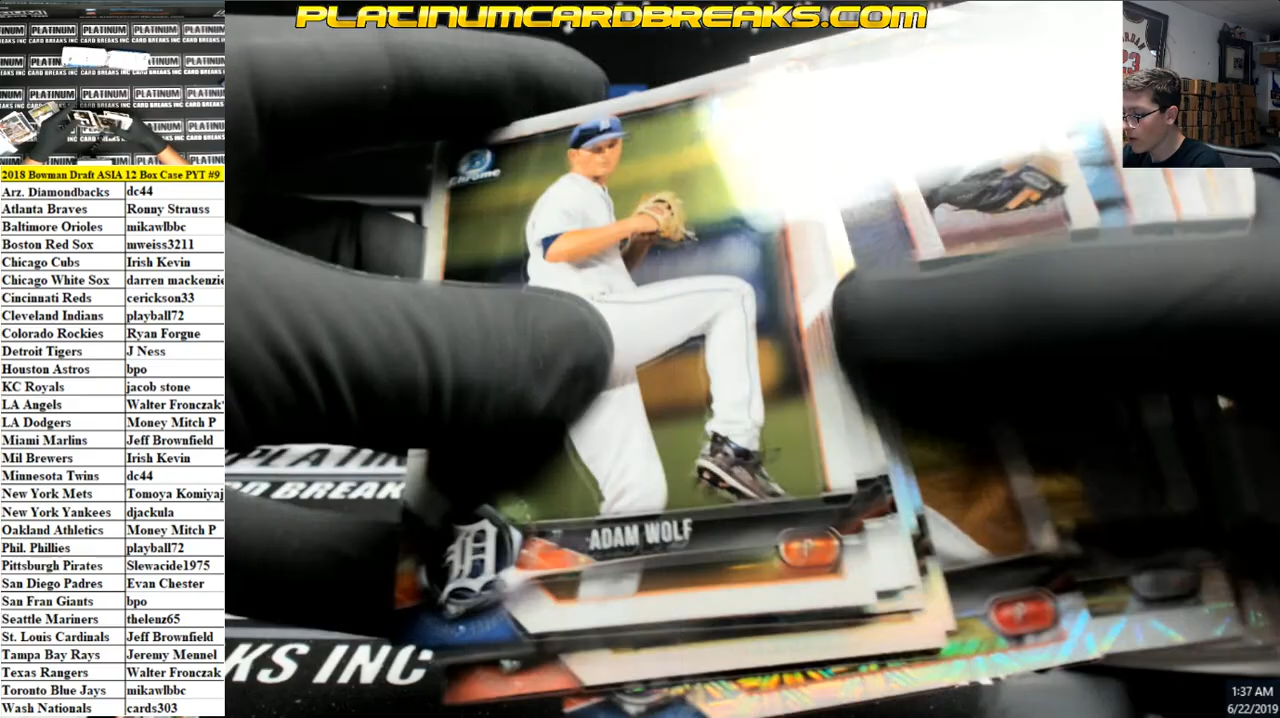 PLATINUMCARDBREAKS.COM
2018 Bowman Draft ASIA 12 Box Case PYT #9
Arz. Diamondbacks dc44
Atlanta Braves Ronny Strauss
Baltimore Orioles mikawlbbc
Boston Red Sox mweiss3211
Chicago Cubs Irish Kevin
Chicago White Sox darren mackenzie
Cincinnati Reds cerickson33
Cleveland Indians playball72
Colorado Rockies Ryan Forgue
Detroit Tigers J Ness
Houston Astros bpo
KC Royals jacob stone
LA Angels Walter Fronczak
LA Dodgers Money Mitch P
Miami Marlins Jeff Brownfield
Mil Brewers Irish Kevin
Minnesota Twins dc44
New York Mets Tomoya Komiyaj
New York Yankees djackula
Oakland Athletics Money Mitch P
Phil. Phillies playball72
Pittsburgh Pirates Slewacide1975
San Diego Padres Evan Chester
San Fran Giants bpo
Seattle Mariners thelenz65
St. Louis Cardinals Jeff Brownfield
Tampa Bay Rays Jeremy Mennel
Texas Rangers Walter Fronczak
Toronto Blue Jays mikawlbbc
Wash Nationals cards303
Chrome
D
ADAM WOLF
P
P
KS INC
1:37 AM
6/22/2019